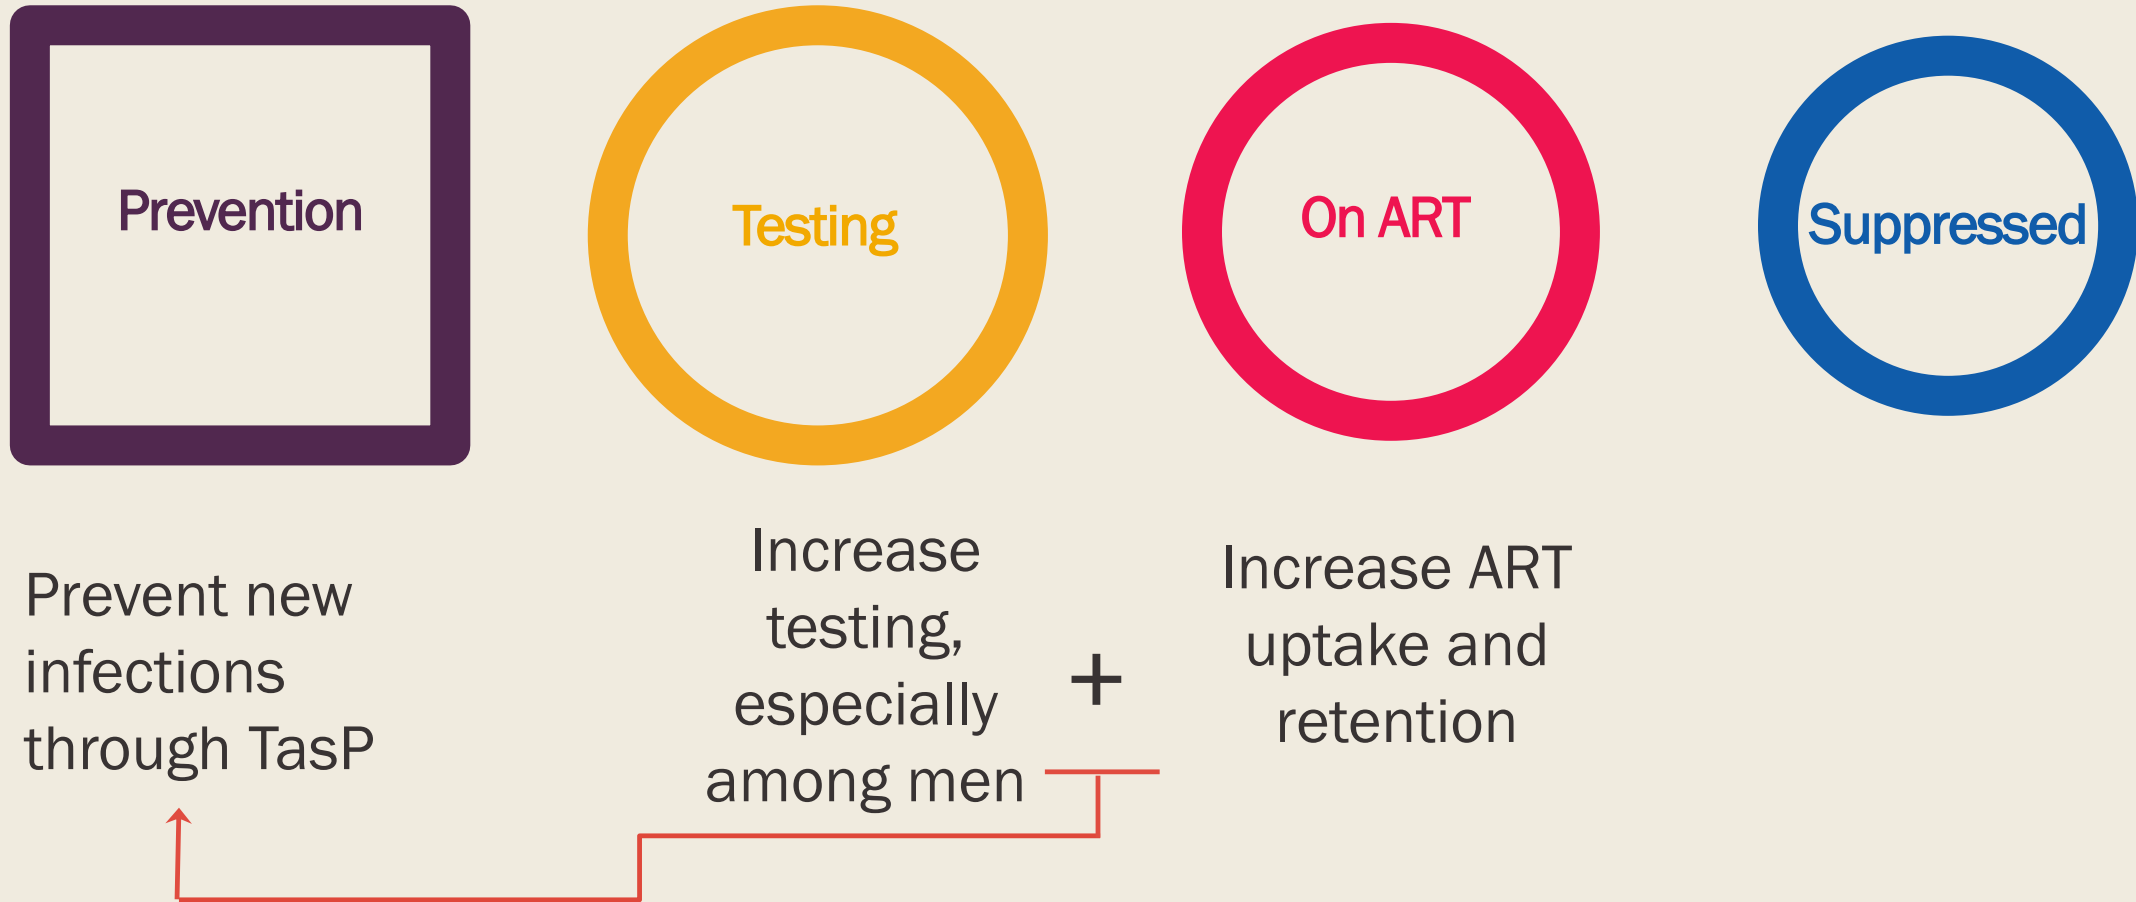 Prevention
Testing
On ART
Suppressed
Prevent new
infections
through TasP
Increase
testing,
especially
among men
+
Increase ART
uptake and
retention